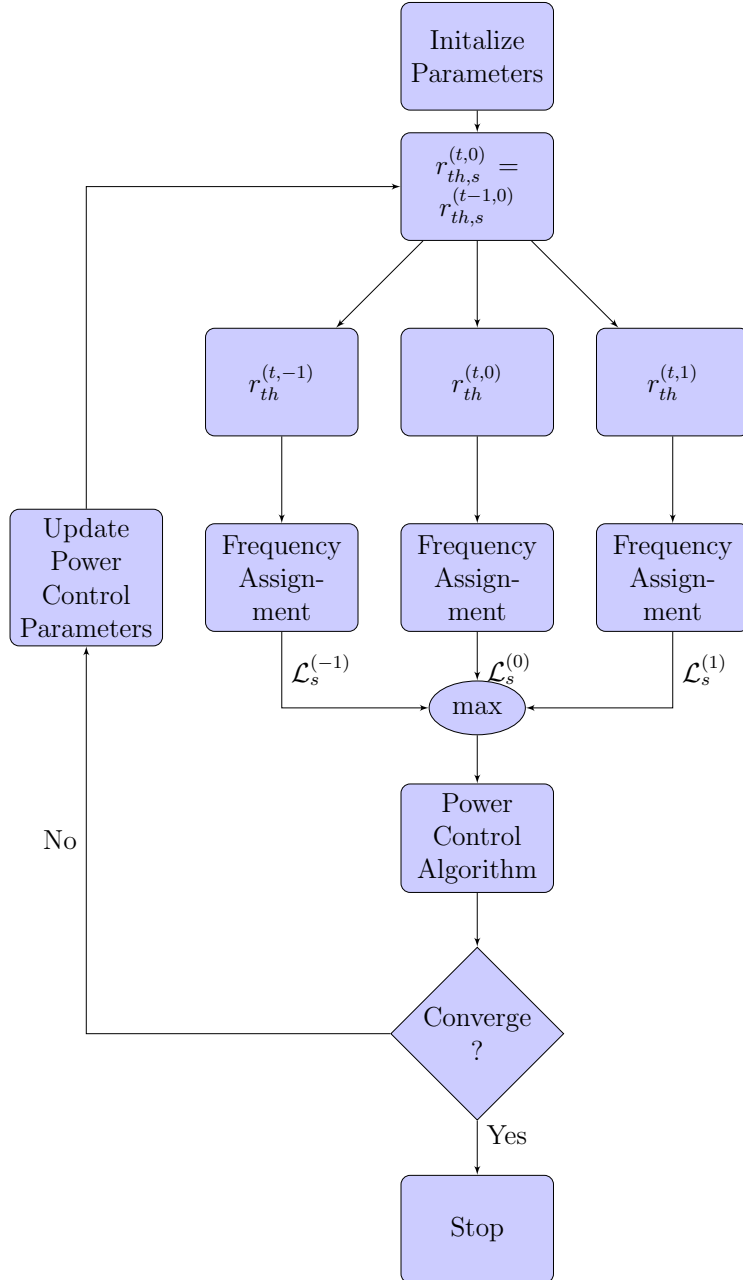 Initalize
Parameters
$r_{th,s}^{(t,0)} =$
$r_{th,s}^{(t-1,0)}$
$r_{th}^{(t,-1)}$
$r_{th}^{(t,0)}$
$r_{th}^{(t,1)}$
Update
Power
Control
Parameters
Frequency
Assign-
ment
Frequency
Assign-
ment
Frequency
Assign-
ment
$\mathcal{L}_s^{(-1)}$
$\mathcal{L}_s^{(0)}$
$\mathcal{L}_s^{(1)}$
max
Power
Control
Algorithm
No
Converge
?
Yes
Stop